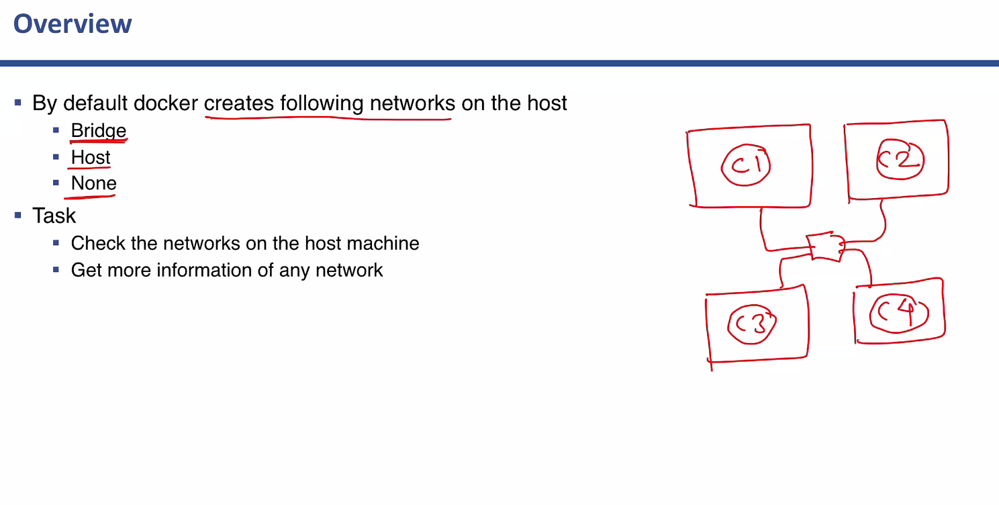 Overview
By default docker creates following networks on the host
Bridge
Host
None
Task
Check the networks on the host machine
Get more information of any network
C1
C2
C3
C4